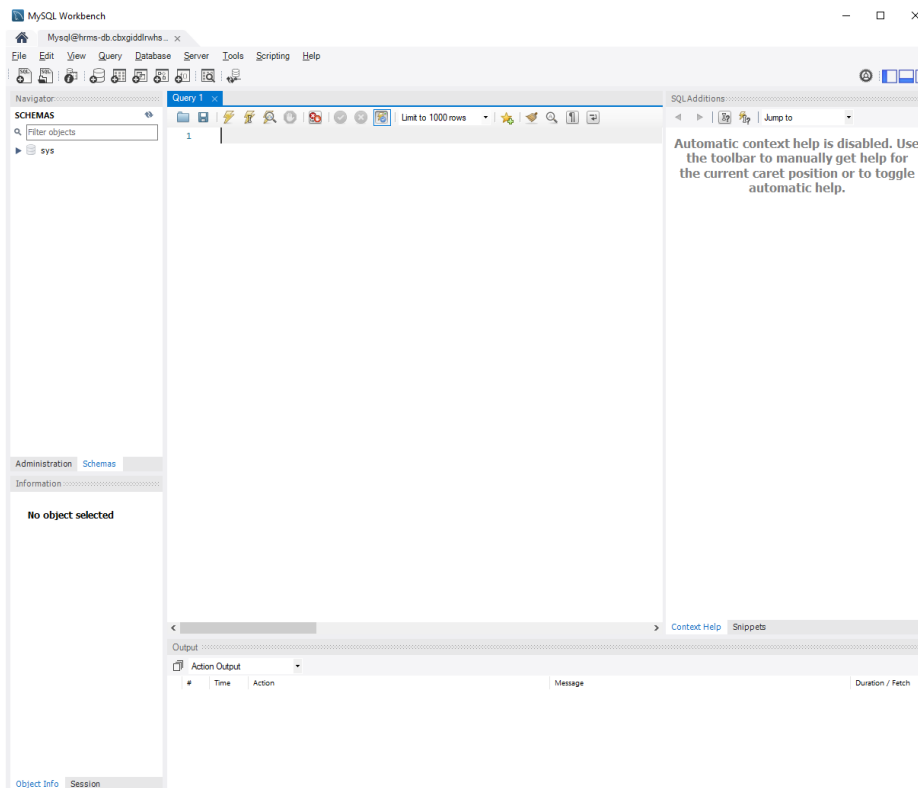 MySQL Workbench
Mysql@hrms-db.cbxgiddlrwhs...
File Edit View Query Database Server Tools Scripting Help
Navigator
SCHEMAS
Filter objects
sys
Administration Schemas
Information
No object selected
Object Info Session
Query 1
Limit to 1000 rows
1
SQLAdditions
Jump to
Automatic context help is disabled. Use
the toolbar to manually get help for
the current caret position or to toggle
automatic help.
Context Help Snippets
Output
Action Output
# Time Action Message Duration / Fetch